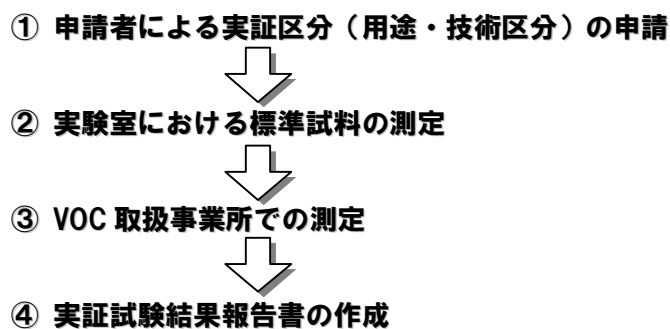 ① 申請者による実証区分（用途・技術区分）の申請
② 実験室における標準試料の測定
③ VOC 取扱事業所での測定
④ 実証試験結果報告書の作成